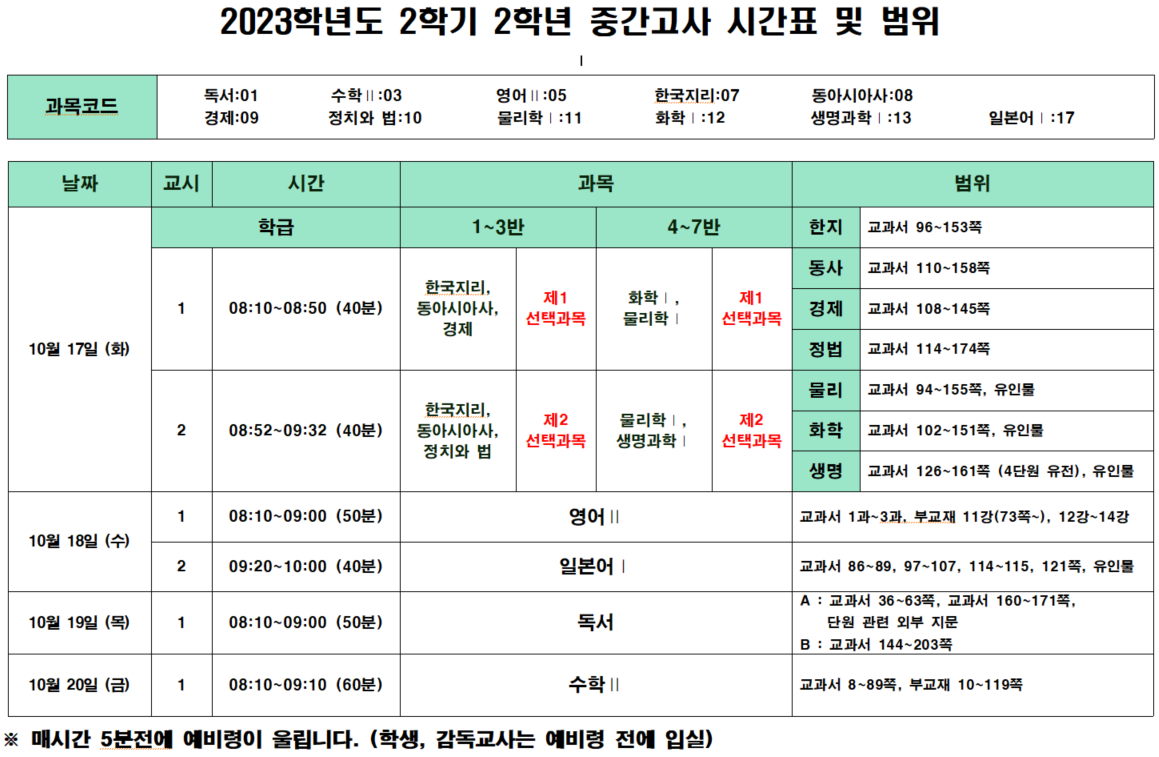 2023학년도 2학기 2학년 중간고사 시간표 및 범위
과목코드
독서:01 수학Ⅱ:03 영어Ⅱ:05 한국지리:07 동아시아사:08
경제:09 정치와 법:10 물리학Ⅰ:11 화학Ⅰ:12 생명과학Ⅰ:13 일본어Ⅰ:17
날짜 교시 시간 과목 범위
학급 1~3반 4~7반 한지 교과서 96~153쪽
동사 교과서 110~158쪽
경제 교과서 108~145쪽
정법 교과서 114~174쪽
물리 교과서 94~155쪽, 유인물
화학 교과서 102~151쪽, 유인물
생명 교과서 126~161쪽 (4단원 유전), 유인물
10월 17일 (화)
1 08:10~08:50 (40분)
한국지리,
동아시아사,
경제
제1
선택과목
화학Ⅰ,
물리학Ⅰ
제1
선택과목
2 08:52~09:32 (40분)
한국지리,
동아시아사,
정치와 법
제2
선택과목
물리학Ⅰ,
생명과학Ⅰ
제2
선택과목
10월 18일 (수)
1 08:10~09:00 (50분) 영어Ⅱ 교과서 1과~3과, 부교재 11강(73쪽~), 12강~14강
2 09:20~10:00 (40분) 일본어Ⅰ 교과서 86~89, 97~107, 114~115, 121쪽, 유인물
10월 19일 (목) 1 08:10~09:00 (50분) 독서
A : 교과서 36~63쪽, 교과서 160~171쪽,
단원 관련 외부 지문
B : 교과서 144~203쪽
10월 20일 (금) 1 08:10~09:10 (60분) 수학Ⅱ 교과서 8~89쪽, 부교재 10~119쪽
※ 매시간 5분전에 예비령이 울립니다. (학생, 감독교사는 예비령 전에 입실)